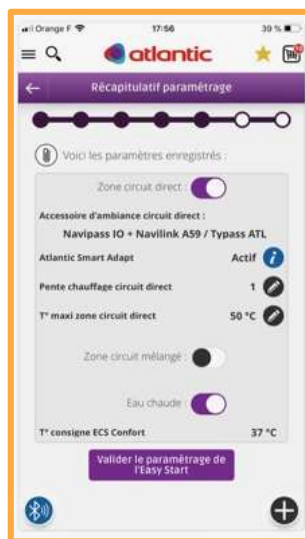 Orange F
17:56
39 %
atlantic
Récapitulatif paramétrage
Voici les paramètres enregistrés :
Zone circuit direct :
Accessoire d'ambiance circuit direct :
Navipass IO + Navilink A59 / Typass ATL
Atlantic Smart Adapt Actif i
Pente chauffage circuit direct 1
T° maxi zone circuit direct 50 °C
Zone circuit mélangé :
Eau chaude :
T° consigne ECS Confort 37 °C
Valider le paramétrage de
l'Easy Start